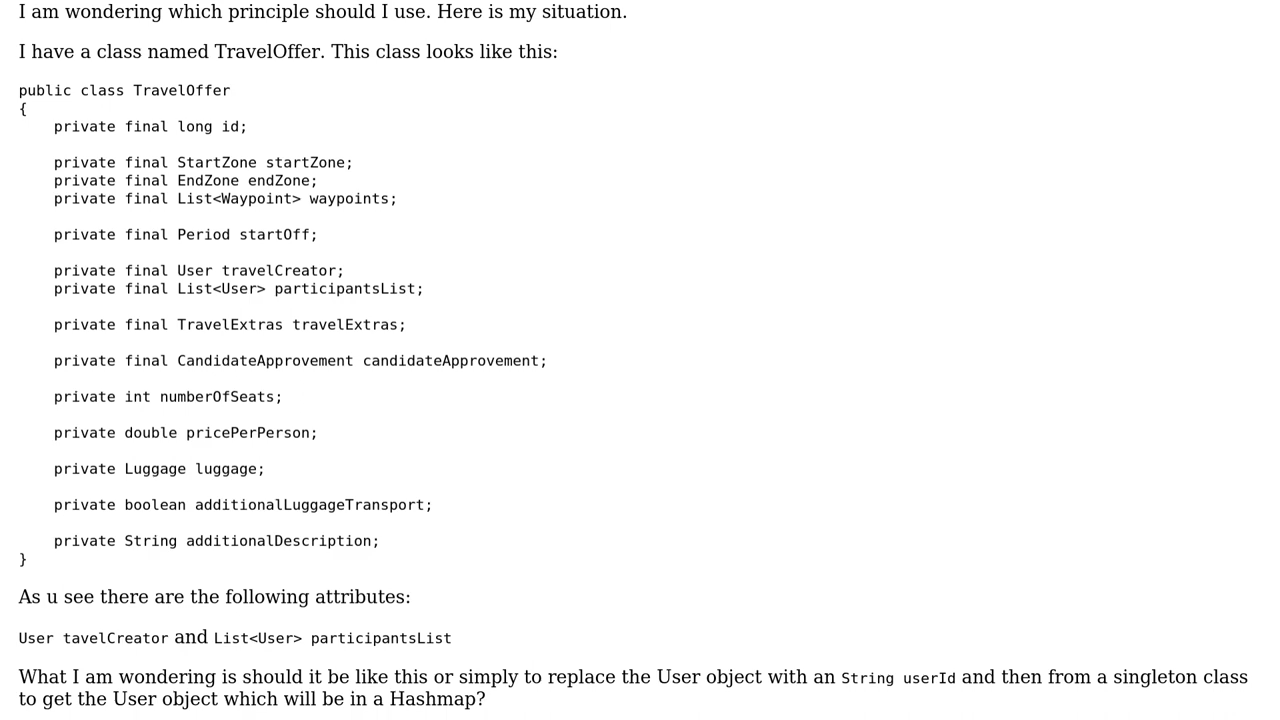 I am wondering which principle should I use. Here is my situation.
I have a class named TravelOffer. This class looks like this:
public class TravelOffer
{
    private final long id;
    private final StartZone startZone;
    private final EndZone endZone;
    private final List<Waypoint> waypoints;
    private final Period startOff;
    private final User travelCreator;
    private final List<User> participantsList;
    private final TravelExtras travelExtras;
    private final CandidateApprovement candidateApprovement;
    private int numberOfSeats;
    private double pricePerPerson;
    private Luggage luggage;
    private boolean additionalLuggageTransport;
    private String additionalDescription;
}
As u see there are the following attributes:
User tavelCreator and List<User> participantsList
What I am wondering is should it be like this or simply to replace the User object with an String userId and then from a singleton class
to get the User object which will be in a Hashmap?